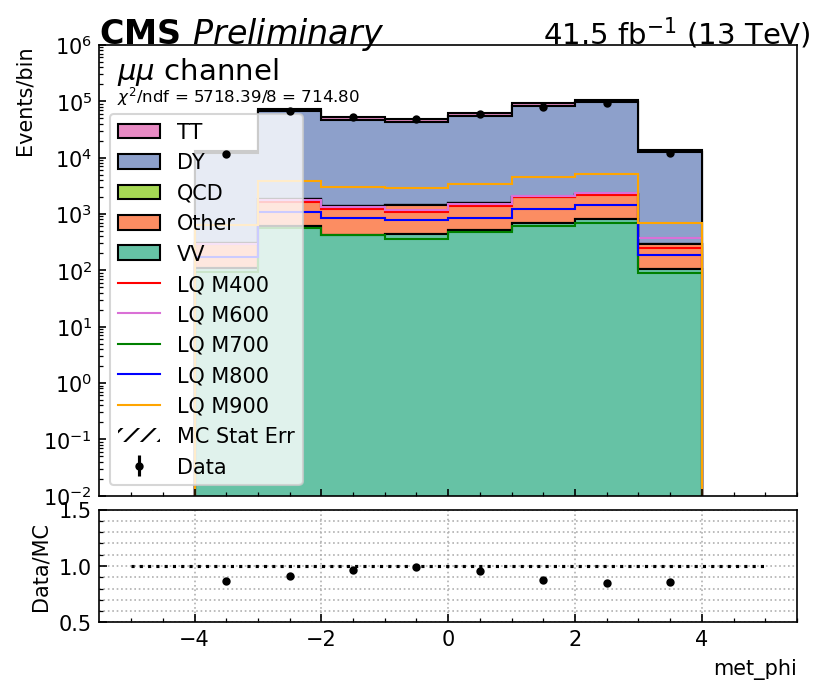 CMS Preliminary 41.5 fb⁻¹ (13 TeV)
Events/bin
10⁶
10⁵
10⁴
10³
10²
10¹
10⁰
10⁻¹
10⁻²
μμ channel
χ²/ndf = 5718.39/8 = 714.80
TT
DY
QCD
Other
VV
LQ M400
LQ M600
LQ M700
LQ M800
LQ M900
MC Stat Err
Data
Data/MC
1.5
1.0
0.5
−4 −2 0 2 4
met_phi